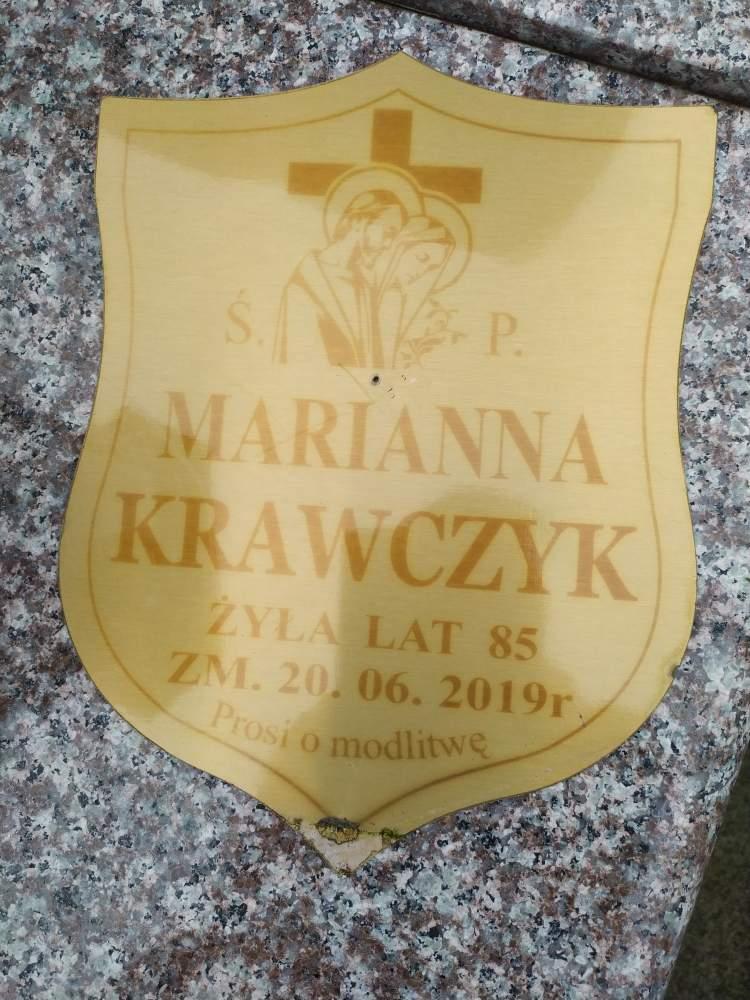 Ś. P.
MARIANNA
KRAWCZYK
ŻYŁA LAT 85
ZM. 20. 06. 2019r
Prosi o modlitwę